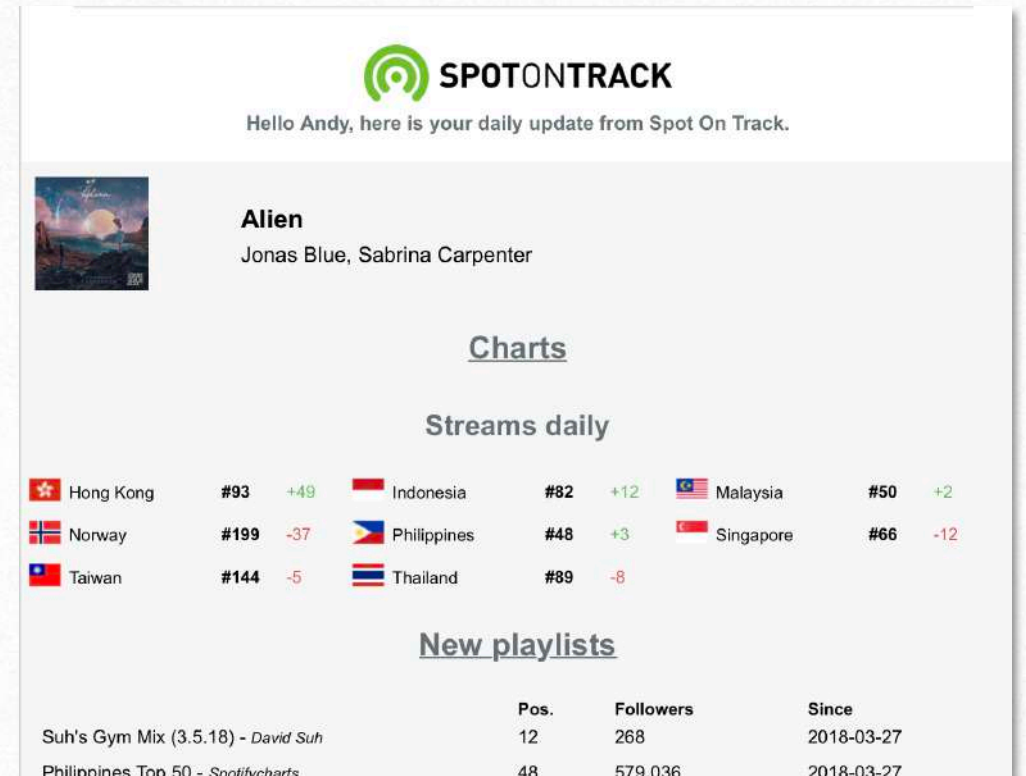 SPOTONTRACK
Hello Andy, here is your daily update from Spot On Track.
Alien
Jonas Blue, Sabrina Carpenter
Charts
Streams daily
Hong Kong #93 +49 Indonesia #82 +12 Malaysia #50 +2
Norway #199 -37 Philippines #48 +3 Singapore #66 -12
Taiwan #144 -5 Thailand #89 -8
New playlists
Pos. Followers Since
Suh's Gym Mix (3.5.18) - David Suh 12 268 2018-03-27
Philippines Top 50 - Spotifycharts 48 579,036 2018-03-27